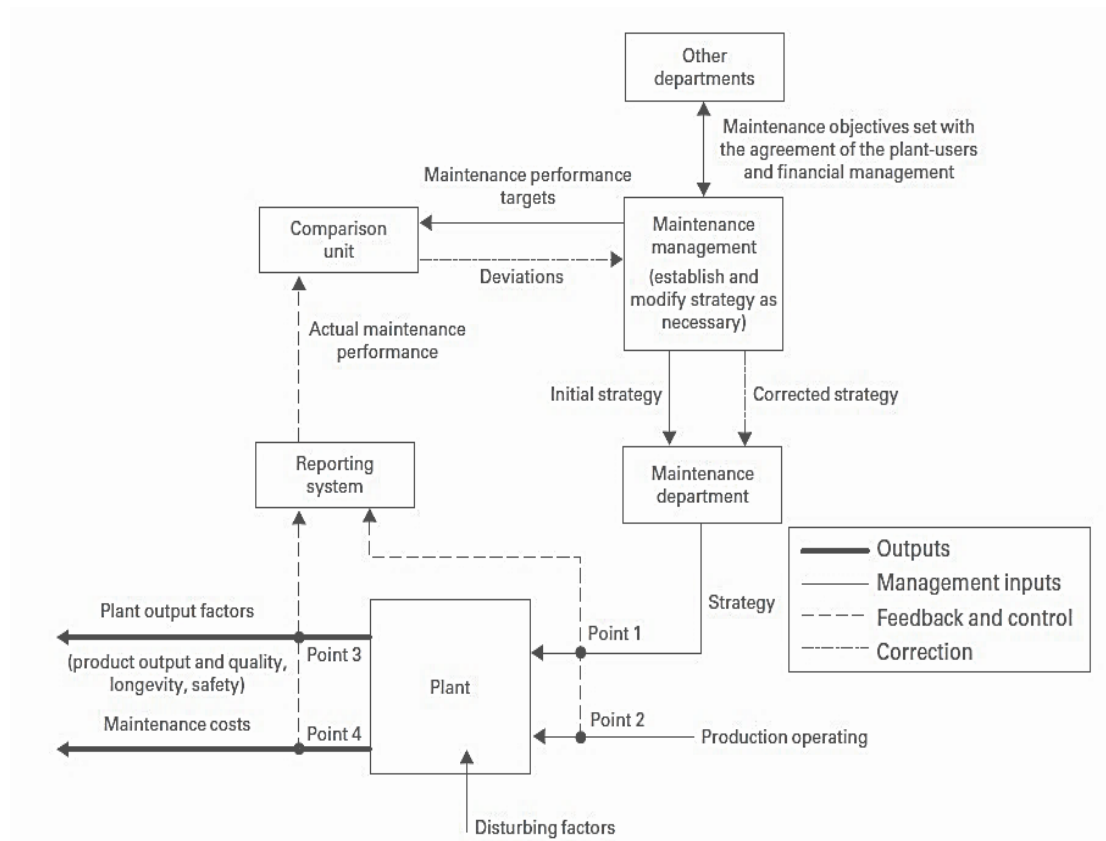 Other
departments
Maintenance objectives set with
the agreement of the plant-users
and financial management
Maintenance performance
targets
Comparison
unit
Maintenance
management
(establish and
modify strategy as
necessary)
Deviations
Actual maintenance
performance
Initial strategy
Corrected strategy
Reporting
system
Maintenance
department
Outputs
Management inputs
Feedback and control
Correction
Strategy
Plant output factors
Point 3
(product output and quality,
longevity, safety)
Maintenance costs
Point 4
Plant
Point 1
Point 2
Production operating
Disturbing factors